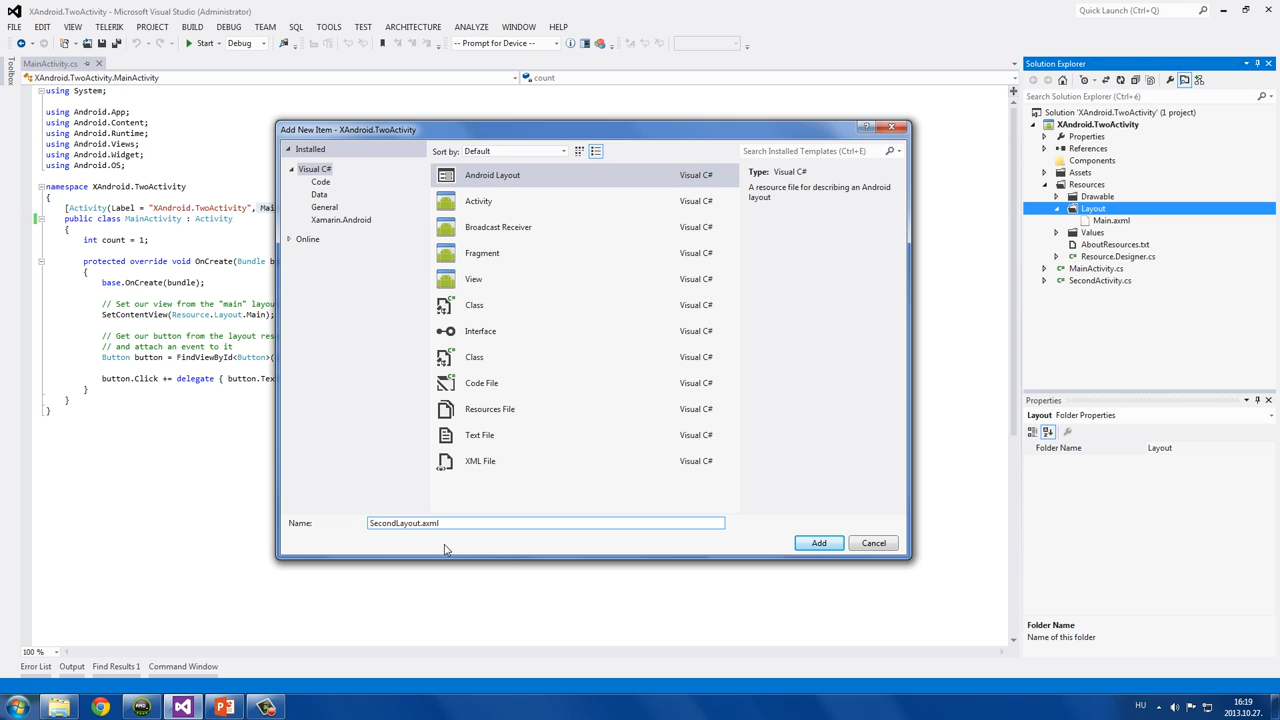 XAndroid.TwoActivity - Microsoft Visual Studio (Administrator)
Quick Launch (Ctrl+Q)
FILE EDIT VIEW TELERIK PROJECT BUILD DEBUG TEAM SQL TOOLS TEST ARCHITECTURE ANALYZE WINDOW HELP
Start Debug -- Prompt for Device --
Toolbox
MainActivity.cs
XAndroid.TwoActivity.MainActivity
count
using System;
using Android.App;
using Android.Content;
using Android.Runtime;
using Android.Views;
using Android.Widget;
using Android.OS;
namespace XAndroid.TwoActivity
{
[Activity(Label = "XAndroid.TwoActivity", Mai
public class MainActivity : Activity
{
int count = 1;
protected override void OnCreate(Bundle b
{
base.OnCreate(bundle);
// Set our view from the "main" layou
SetContentView(Resource.Layout.Main);
// Get our button from the layout res
// and attach an event to it
Button button = FindViewById<Button>(
button.Click += delegate { button.Tex
}
}
}
100 %
Add New Item - XAndroid.TwoActivity
Installed
Visual C#
Code
Data
General
Xamarin.Android
Online
Sort by: Default
Android Layout Visual C#
Activity Visual C#
Broadcast Receiver Visual C#
Fragment Visual C#
View Visual C#
Class Visual C#
Interface Visual C#
Class Visual C#
Code File Visual C#
Resources File Visual C#
Text File Visual C#
XML File Visual C#
Search Installed Templates (Ctrl+E)
Type: Visual C#
A resource file for describing an Android
layout
Name: SecondLayout.axml
Add Cancel
Solution Explorer
Search Solution Explorer (Ctrl+é)
Solution 'XAndroid.TwoActivity' (1 project)
XAndroid.TwoActivity
Properties
References
Components
Assets
Resources
Drawable
Layout
Main.axml
Values
AboutResources.txt
Resource.Designer.cs
MainActivity.cs
SecondActivity.cs
Properties
Layout Folder Properties
Folder Name Layout
Folder Name
Name of this folder
Error List Output Find Results 1 Command Window
HU
16:19
2013.10.27.